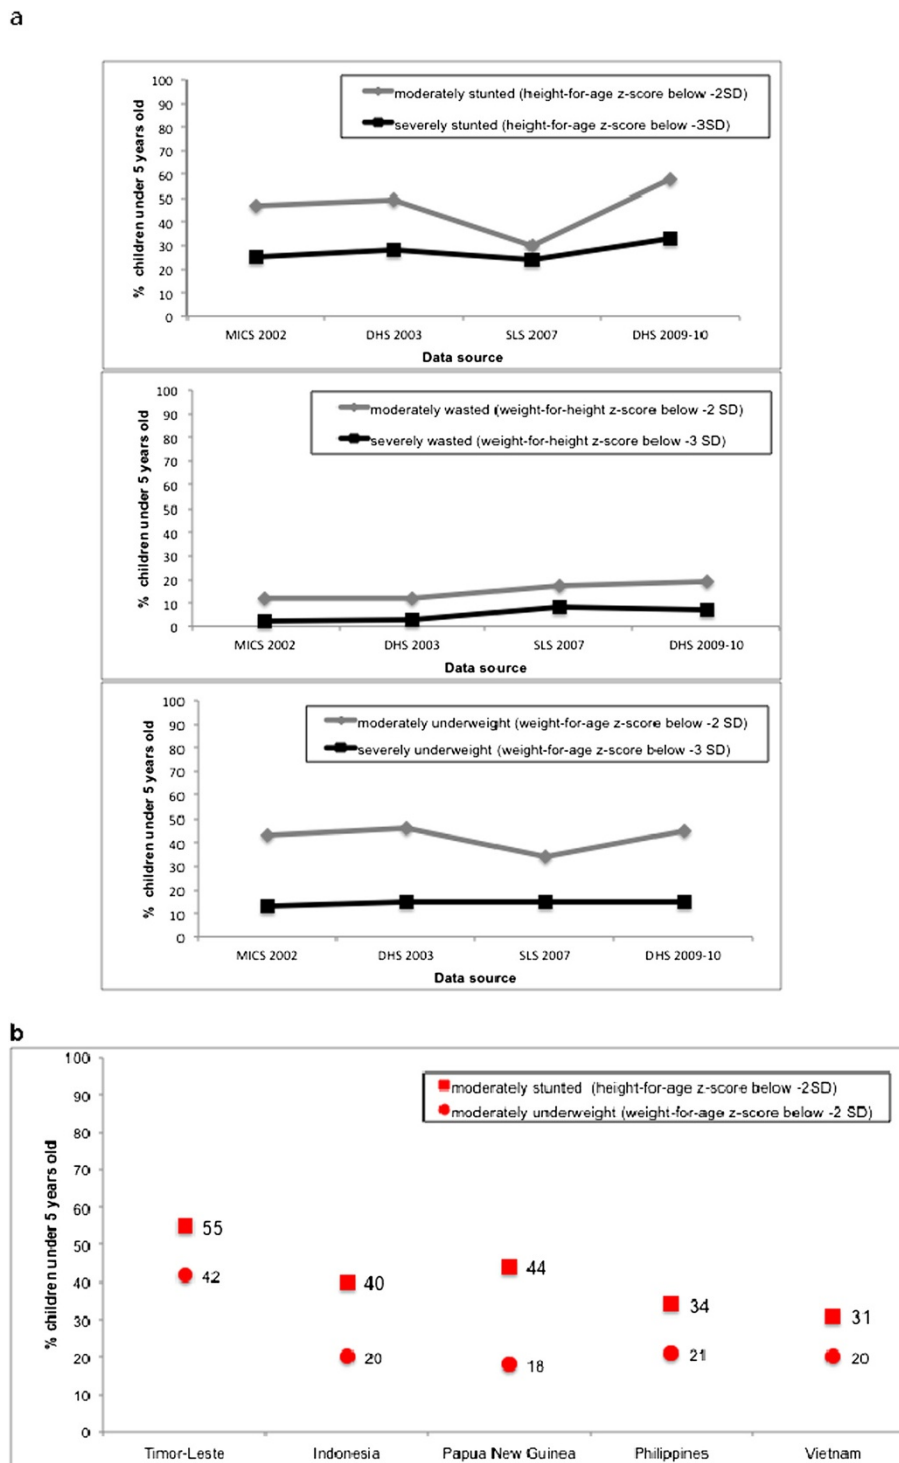 a
100
moderately stunted (height-for-age z-score below -2SD)
severely stunted (height-for-age z-score below -3SD)
90
80
70
60
50
40
30
20
10
0
% children under 5 years old
MICS 2002 DHS 2003 SLS 2007 DHS 2009-10
Data source
100
moderately wasted (weight-for-height z-score below -2 SD)
severely wasted (weight-for-height z-score below -3 SD)
90
80
70
60
50
40
30
20
10
0
% children under 5 years old
MICS 2002 DHS 2003 SLS 2007 DHS 2009-10
Data source
100
moderately underweight (weight-for-age z-score below -2 SD)
severely underweight (weight-for-age z-score below -3 SD)
90
80
70
60
50
40
30
20
10
0
% children under 5 years old
MICS 2002 DHS 2003 SLS 2007 DHS 2009-10
Data source
b
100
moderately stunted (height-for-age z-score below -2SD)
moderately underweight (weight-for-age z-score below -2 SD)
90
80
70
60
50
40
30
20
10
0
% children under 5 years old
55
42
40
20
44
18
34
21
31
20
Timor-Leste Indonesia Papua New Guinea Philippines Vietnam